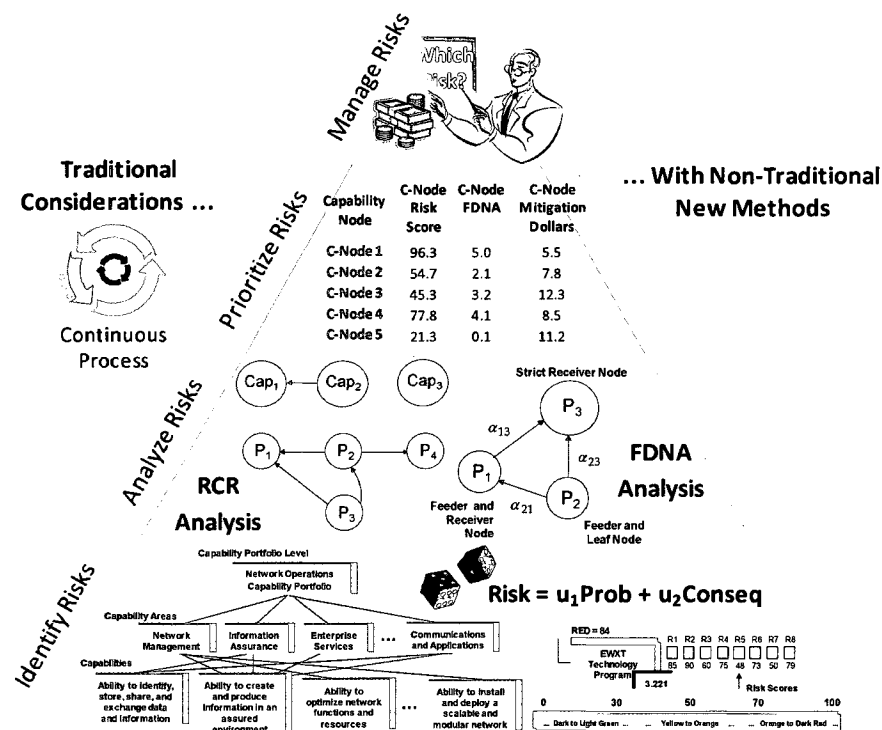 Manage Risks
Which
Risk?
Traditional
Considerations ...
Continuous
Process
... With Non-Traditional
New Methods
Prioritize Risks
Capability Node C-Node Risk Score C-Node FDNA C-Node Mitigation Dollars
C-Node 1 96.3 5.0 5.5
C-Node 2 54.7 2.1 7.8
C-Node 3 45.3 3.2 12.3
C-Node 4 77.8 4.1 8.5
C-Node 5 21.3 0.1 11.2
Analyze Risks
Cap₁ Cap₂ Cap₃
P₁ P₂ P₄
P₃
RCR
Analysis
Strict Receiver Node
P₃
α₁₃
α₂₃
P₁
α₂₁
P₂
Feeder and
Receiver
Node
Feeder and
Leaf Node
FDNA
Analysis
Identify Risks
Capability Portfolio Level
Network Operations
Capability Portfolio
Capability Areas
Network
Management
Information
Assurance
Enterprise
Services
...
Communications
and Applications
Capabilities
Ability to Identify,
store, share, and
exchange data
and information
Ability to create
and produce
information in an
assured
environment
Ability to
optimize network
functions and
resources
...
Ability to install
and deploy a
scalable and
modular network
Risk = u₁Prob + u₂Conseq
RED = 84
EWXT
Technology
Program
3.221
R1 R2 R3 R4 R5 R6 R7 R8
85 90 60 75 48 73 50 79
Risk Scores
0 30 70 100
... Dark to Light Green ... Yellow to Orange ... Orange to Dark Red ...